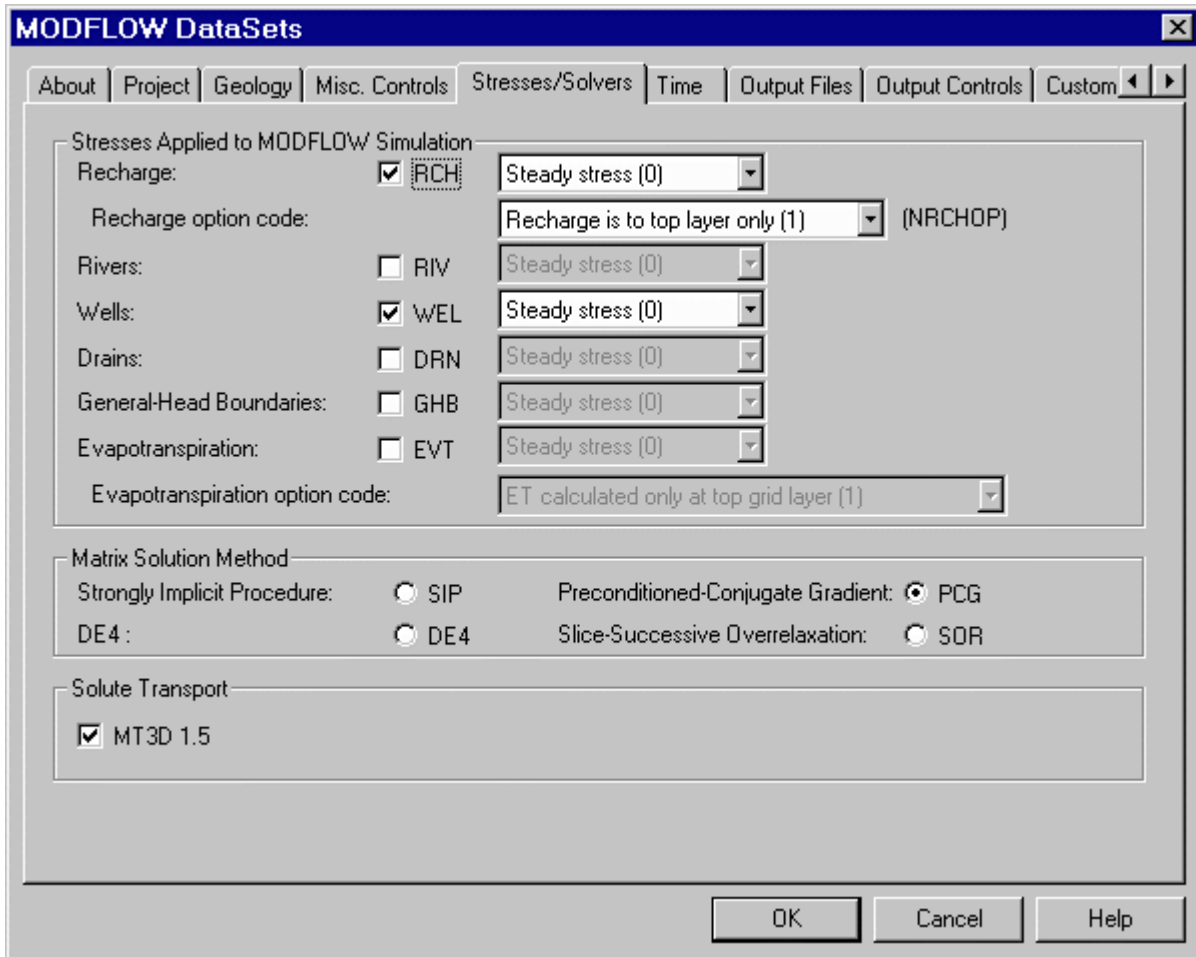 MODFLOW DataSets
About Project Geology Misc. Controls Stresses/Solvers Time Output Files Output Controls Custom
Stresses Applied to MODFLOW Simulation
Recharge: RCH Steady stress (0)
Recharge option code: Recharge is to top layer only (1) (NRCHOP)
Rivers: RIV Steady stress (0)
Wells: WEL Steady stress (0)
Drains: DRN Steady stress (0)
General-Head Boundaries: GHB Steady stress (0)
Evapotranspiration: EVT Steady stress (0)
Evapotranspiration option code: ET calculated only at top grid layer (1)
Matrix Solution Method
Strongly Implicit Procedure: SIP Preconditioned-Conjugate Gradient: PCG
DE4 : DE4 Slice-Successive Overrelaxation: SOR
Solute Transport
MT3D 1.5
OK Cancel Help